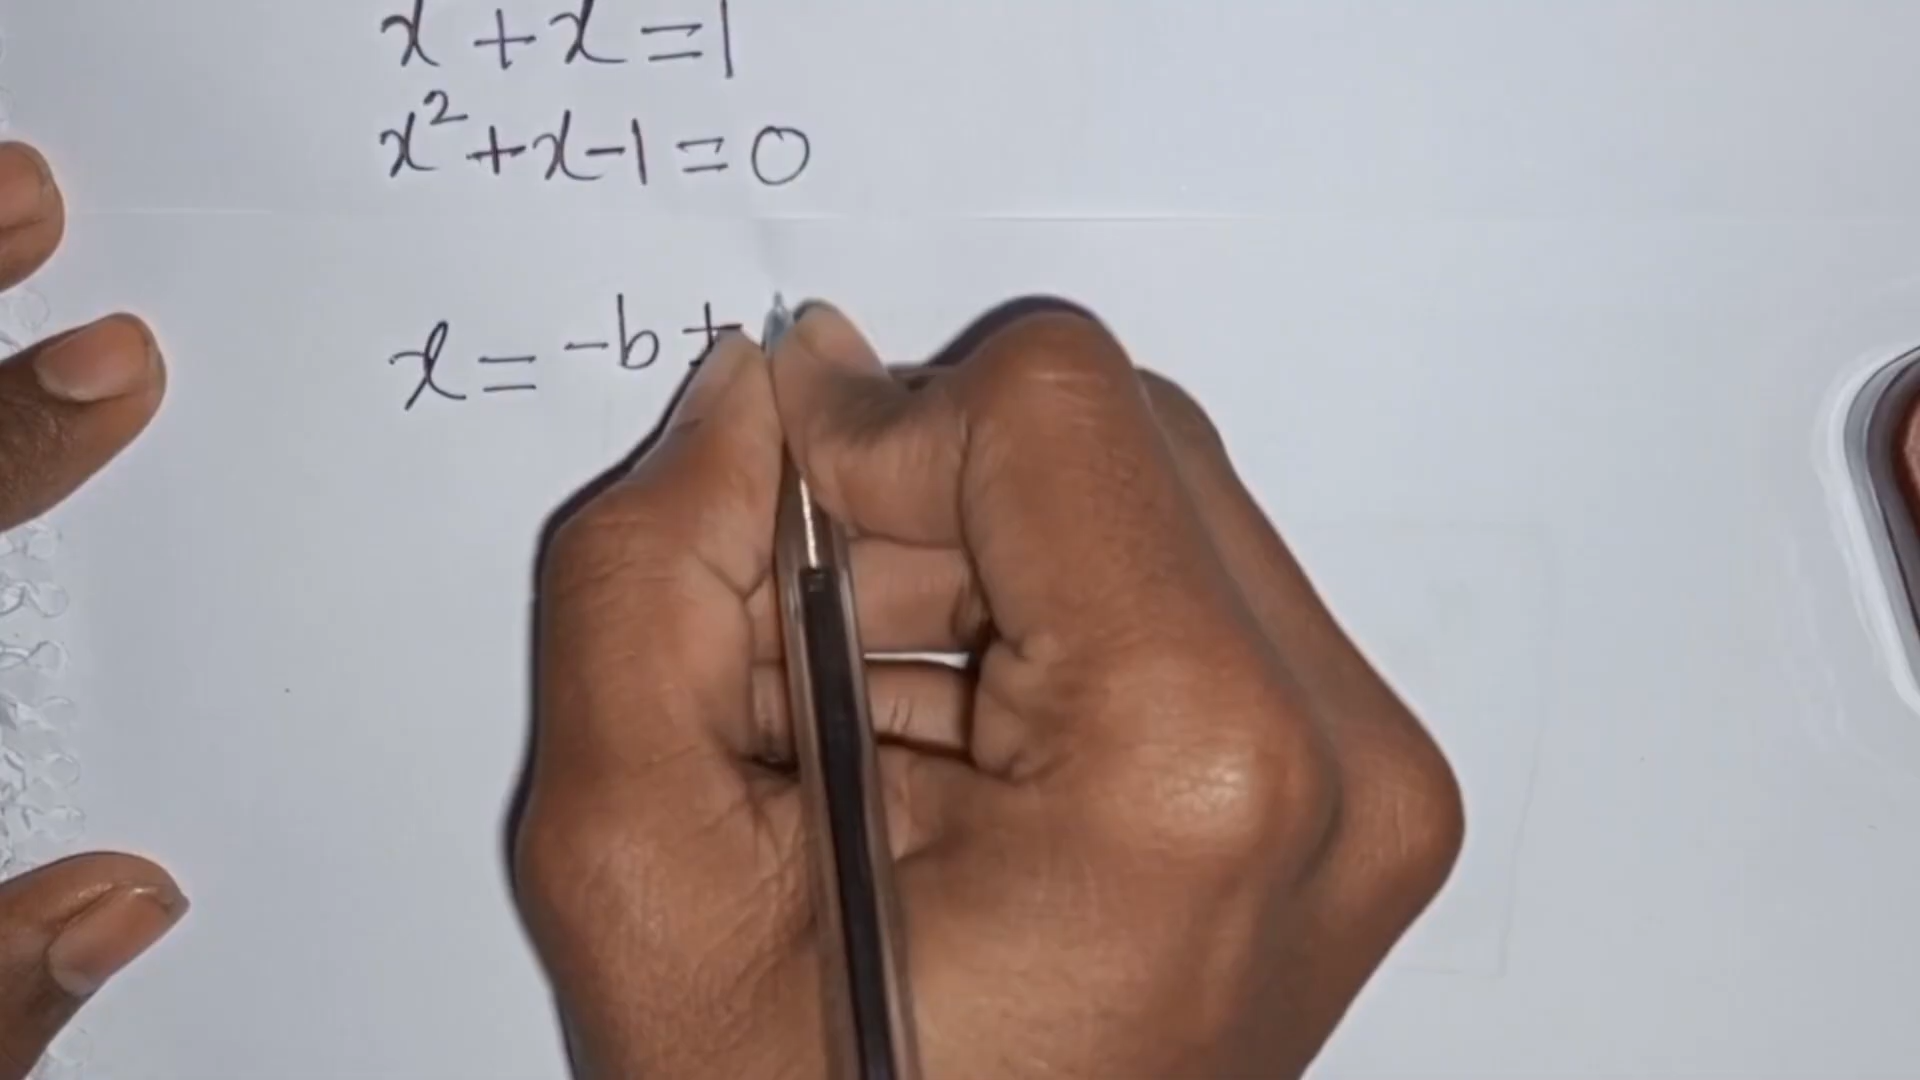 x + x = 1
x² + x - 1 = 0
x = -b ±